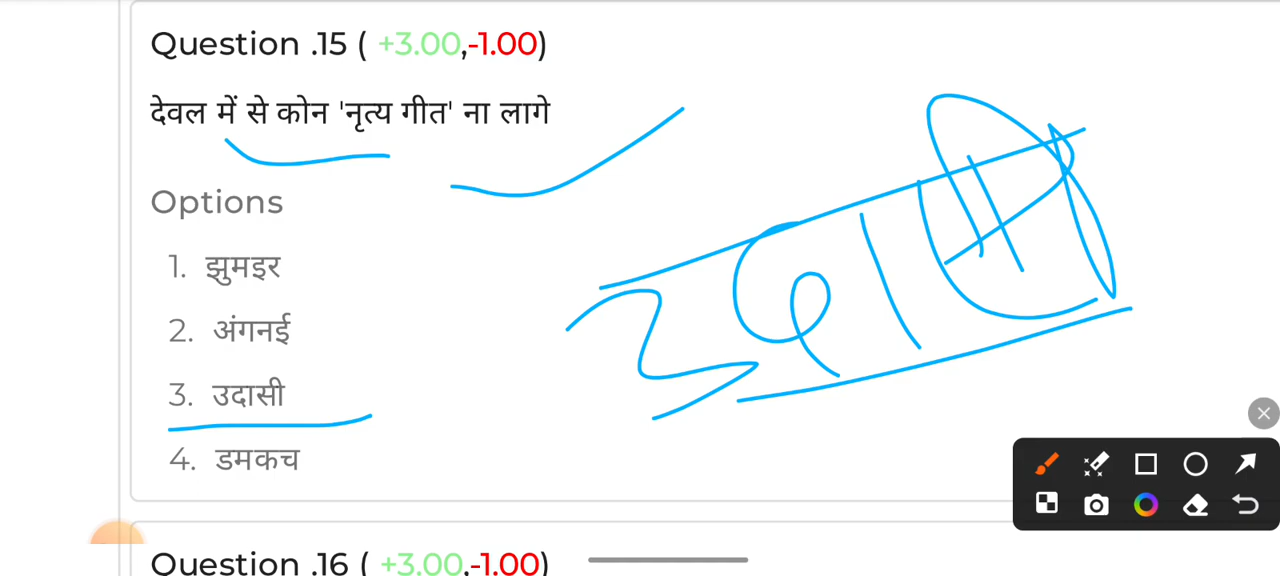 Question .15 ( +3.00,-1.00)
देवल में से कोन 'नृत्य गीत' ना लागे
Options
1. झुमइर
2. अंगनई
3. उदासी
4. डमकच
उदासी
Question .16 ( +3.00,-1.00)